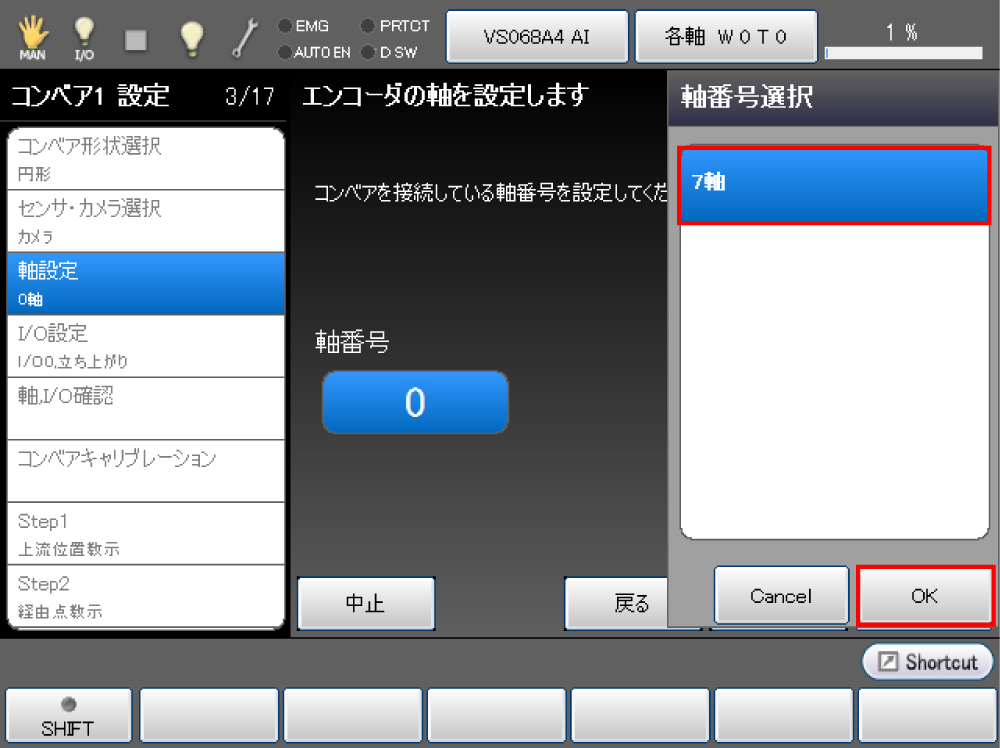 MAN
I/O
EMG
PRTCT
AUTO EN
D SW
VS068A4 AI
各軸 W0T0
1 %
コンベア1 設定
3/17
エンコーダの軸を設定します
軸番号選択
コンベア形状選択
円形
センサ・カメラ選択
カメラ
軸設定
0軸
I/O設定
I/O0,立ち上がり
軸,I/O確認
コンベアキャリブレーション
Step1
上流位置教示
Step2
経由点教示
コンベアを接続している軸番号を設定してくだ
軸番号
0
7軸
中止
戻る
Cancel
OK
Shortcut
SHIFT